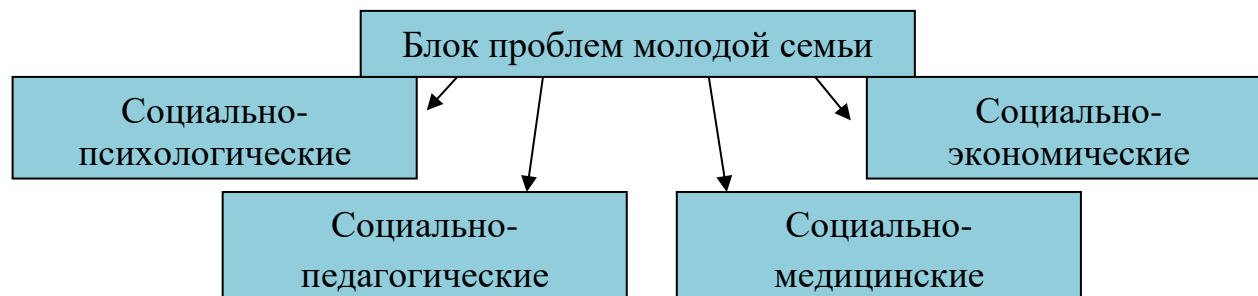 Блок проблем молодой семьи
Социально-
психологические
Социально-
экономические
Социально-
педагогические
Социально-
медицинские